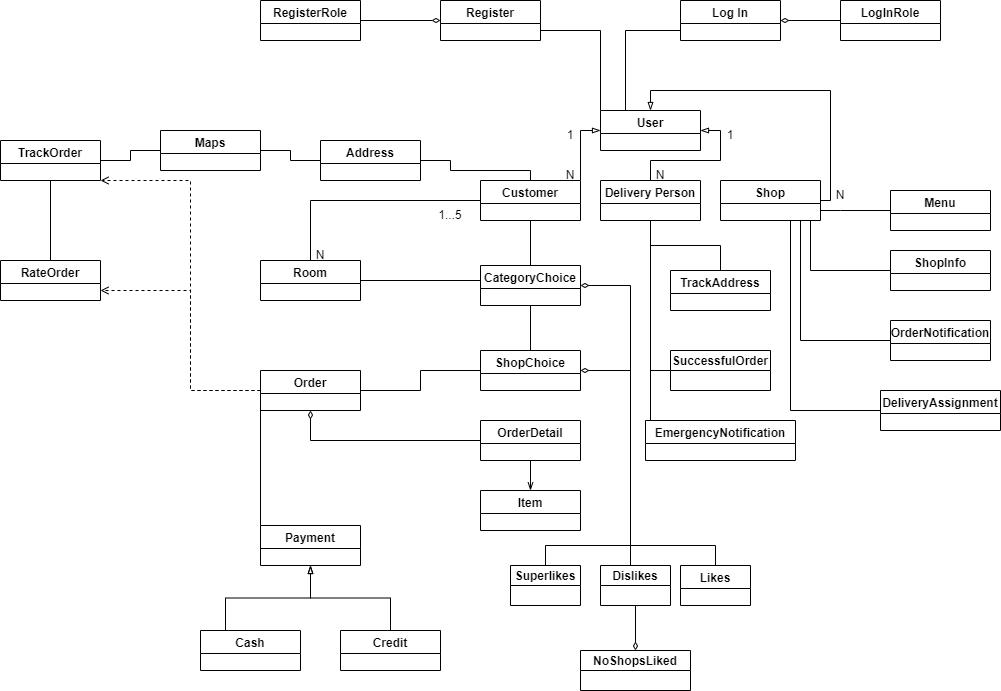 RegisterRole
Register
Log In
LogInRole
User
1
1
TrackOrder
Maps
Address
N
N
Customer
Delivery Person
Shop
N
Menu
1...5
N
RateOrder
Room
CategoryChoice
TrackAddress
ShopInfo
OrderNotification
ShopChoice
SuccessfulOrder
Order
DeliveryAssignment
OrderDetail
EmergencyNotification
Item
Payment
Superlikes
Dislikes
Likes
Cash
Credit
NoShopsLiked